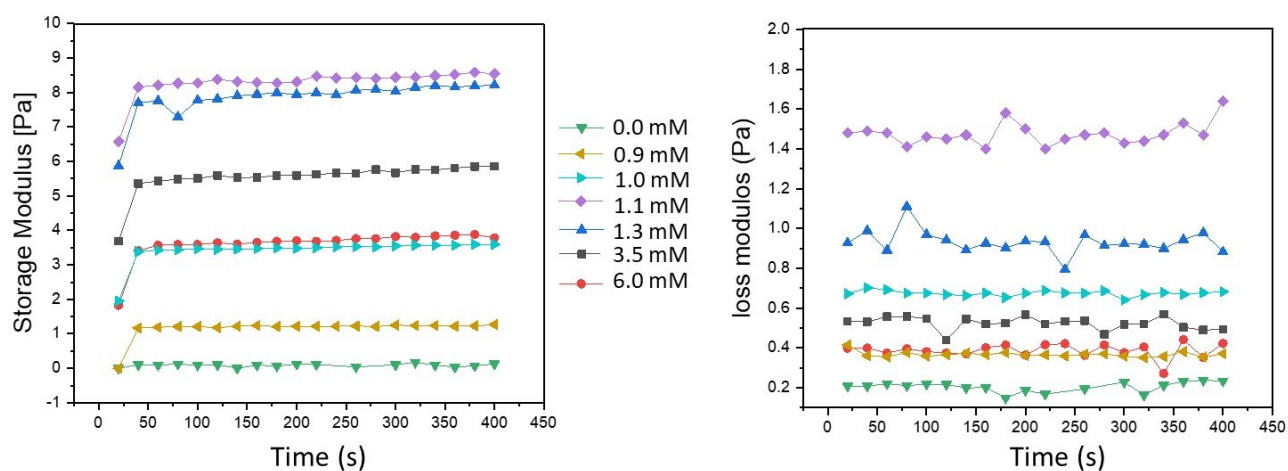 10
9
8
7
6
5
4
3
2
1
0
-1
Storage Modulus [Pa]
0 50 100 150 200 250 300 350 400 450
Time (s)
0.0 mM
0.9 mM
1.0 mM
1.1 mM
1.3 mM
3.5 mM
6.0 mM
2.0
1.8
1.6
1.4
1.2
1.0
0.8
0.6
0.4
0.2
loss modulos (Pa)
0 50 100 150 200 250 300 350 400 450
Time (s)